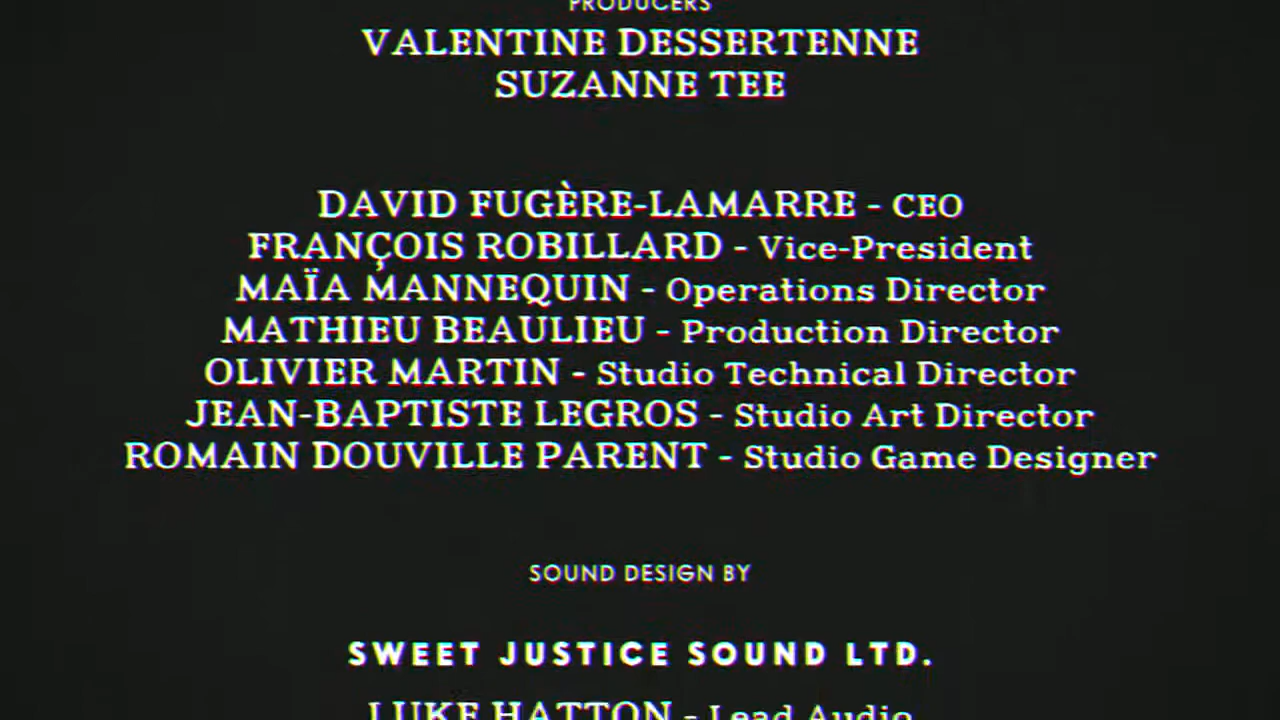 PRODUCERS
VALENTINE DESSERTENNE
SUZANNE TEE
DAVID FUGÈRE-LAMARRE - CEO
FRANÇOIS ROBILLARD - Vice-President
MAÏA MANNEQUIN - Operations Director
MATHIEU BEAULIEU - Production Director
OLIVIER MARTIN - Studio Technical Director
JEAN-BAPTISTE LEGROS - Studio Art Director
ROMAIN DOUVILLE PARENT - Studio Game Designer
SOUND DESIGN BY
SWEET JUSTICE SOUND LTD.
LUKE HATTON - Lead Audio